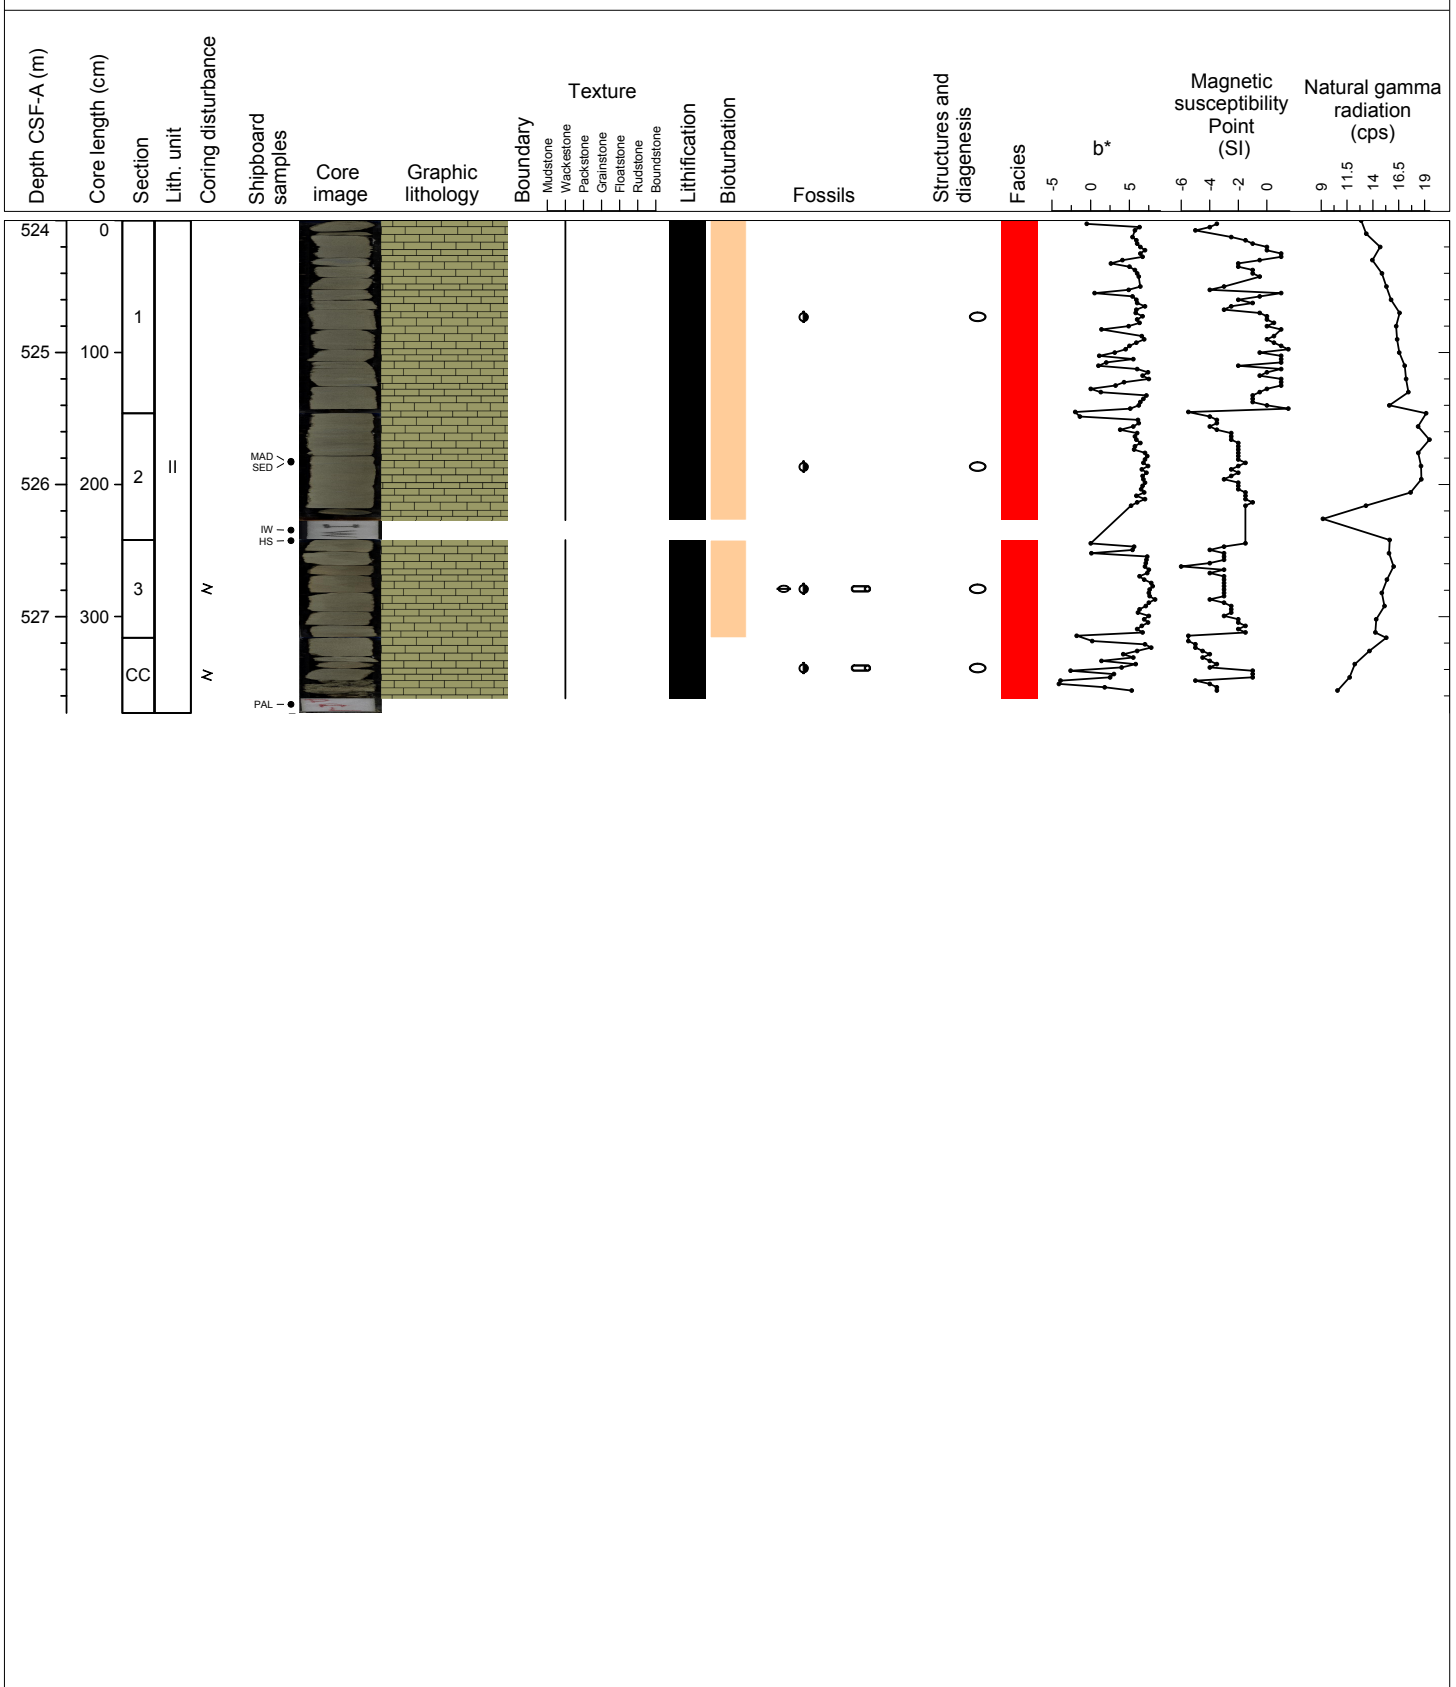 Depth CSF-A (m)
Core length (cm)
Section
Lith. unit
Coring disturbance
Shipboard
samples
Core
image
Graphic
lithology
Boundary
Texture
Mudstone
Wackestone
Packstone
Grainstone
Floatstone
Rudstone
Boundstone
Lithification
Bioturbation
Fossils
Structures and
diagenesis
Facies
b*
-5 0 5
Magnetic
susceptibility
Point
(SI)
-6 -4 -2 0
Natural gamma
radiation
(cps)
9 11.5 14 16.5 19
524 0
1
525 100
MAD
SED
II
2
526 200
IW
HS
3
527 300
CC
PAL